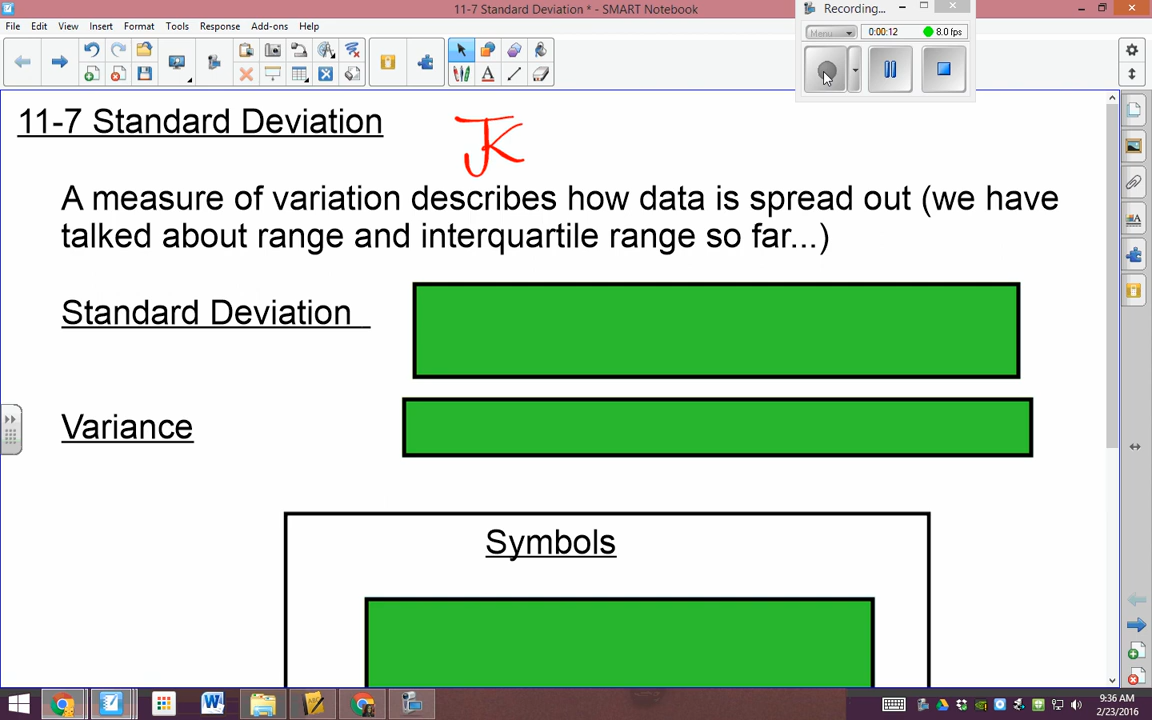 11-7 Standard Deviation * - SMART Notebook
Recording...
File Edit View Insert Format Tools Response Add-ons Help
Menu 0:00:12 8.0 fps
11-7 Standard Deviation
JK
A measure of variation describes how data is spread out (we have
talked about range and interquartile range so far...)
Standard Deviation
Variance
Symbols
9:36 AM
2/23/2016